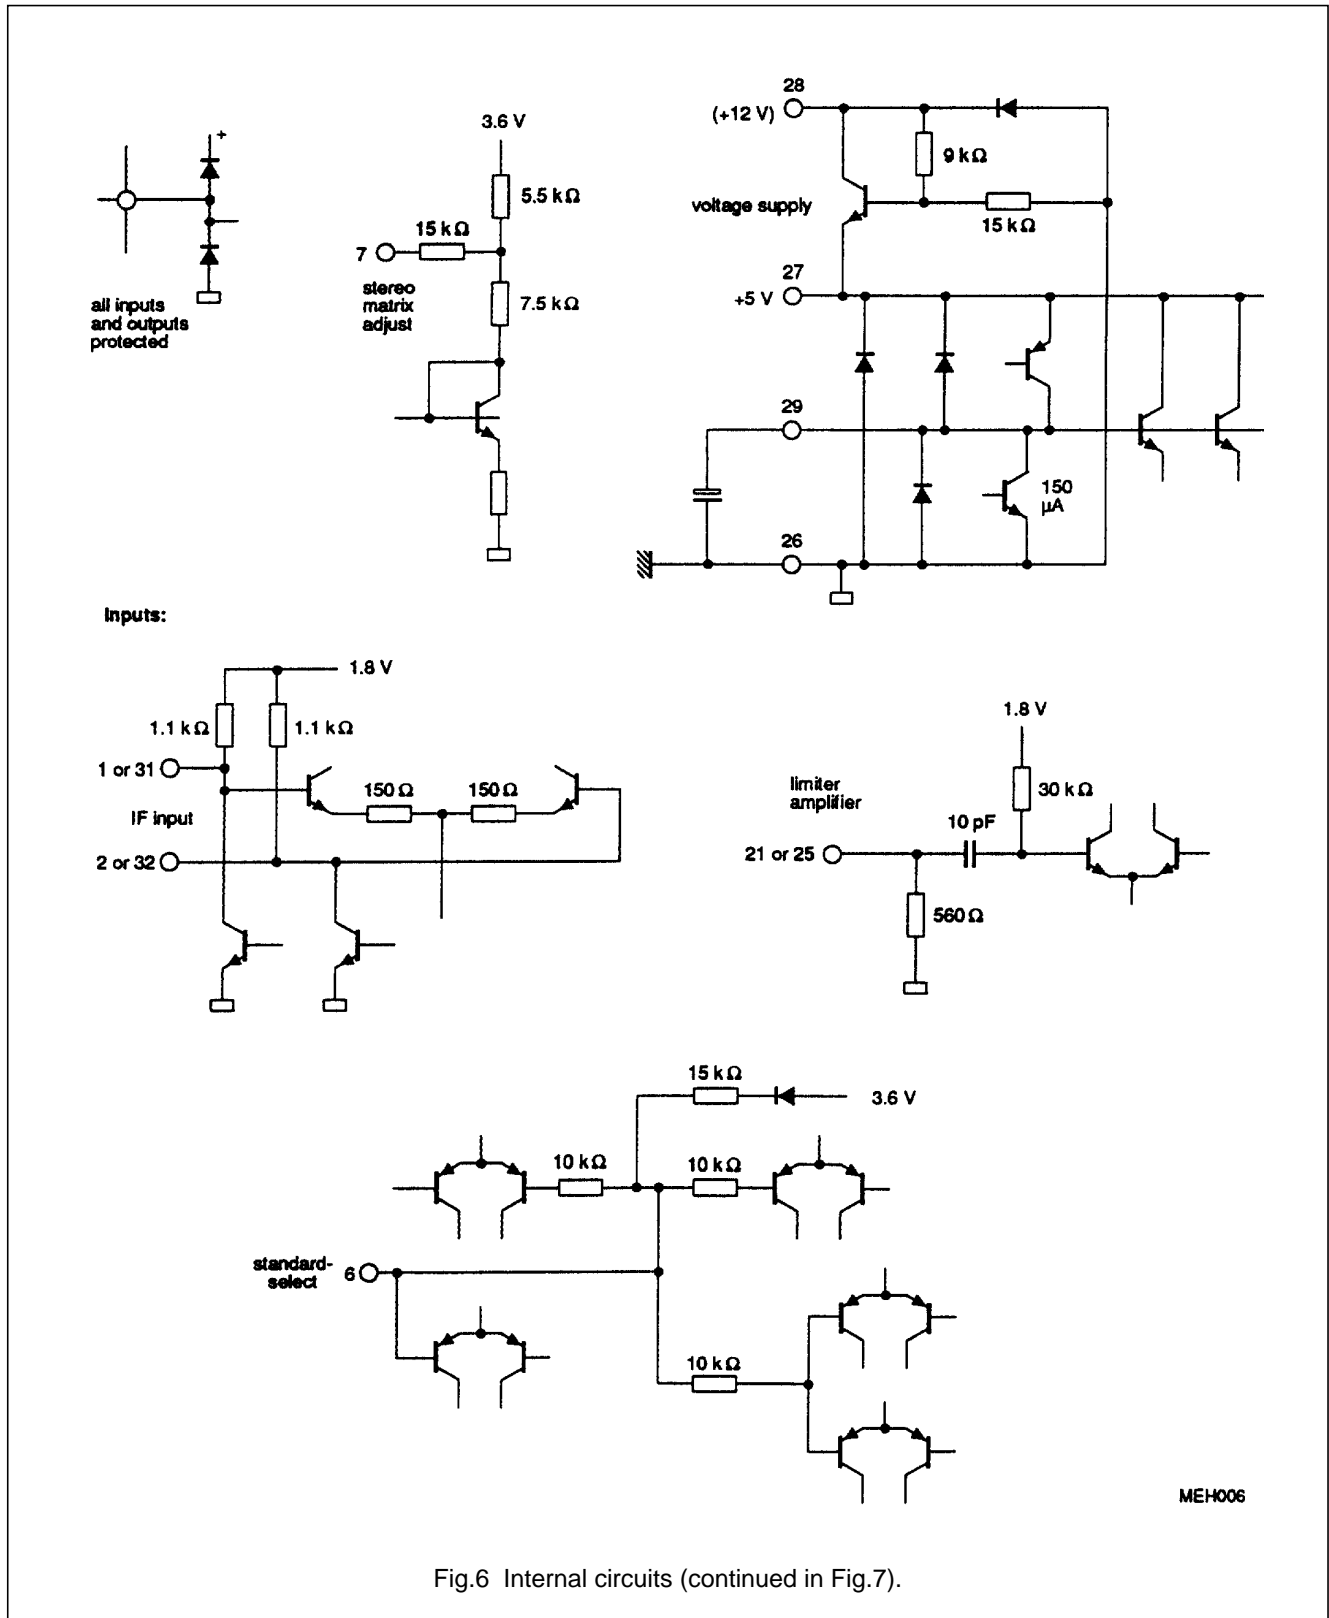 28
(+12 V)
9 kΩ
15 kΩ
voltage supply
27
+5 V
29
150
μA
26
+
all inputs
and outputs
protected
3.6 V
5.5 kΩ
15 kΩ
7
stereo
matrix
adjust
7.5 kΩ
Inputs:
1.8 V
1.1 kΩ
1.1 kΩ
1 or 31
150 Ω
150 Ω
IF input
2 or 32
1.8 V
limiter
amplifier
30 kΩ
10 pF
21 or 25
560 Ω
15 kΩ
3.6 V
10 kΩ
10 kΩ
standard-
select
6
10 kΩ
MEH006
Fig.6 Internal circuits (continued in Fig.7).